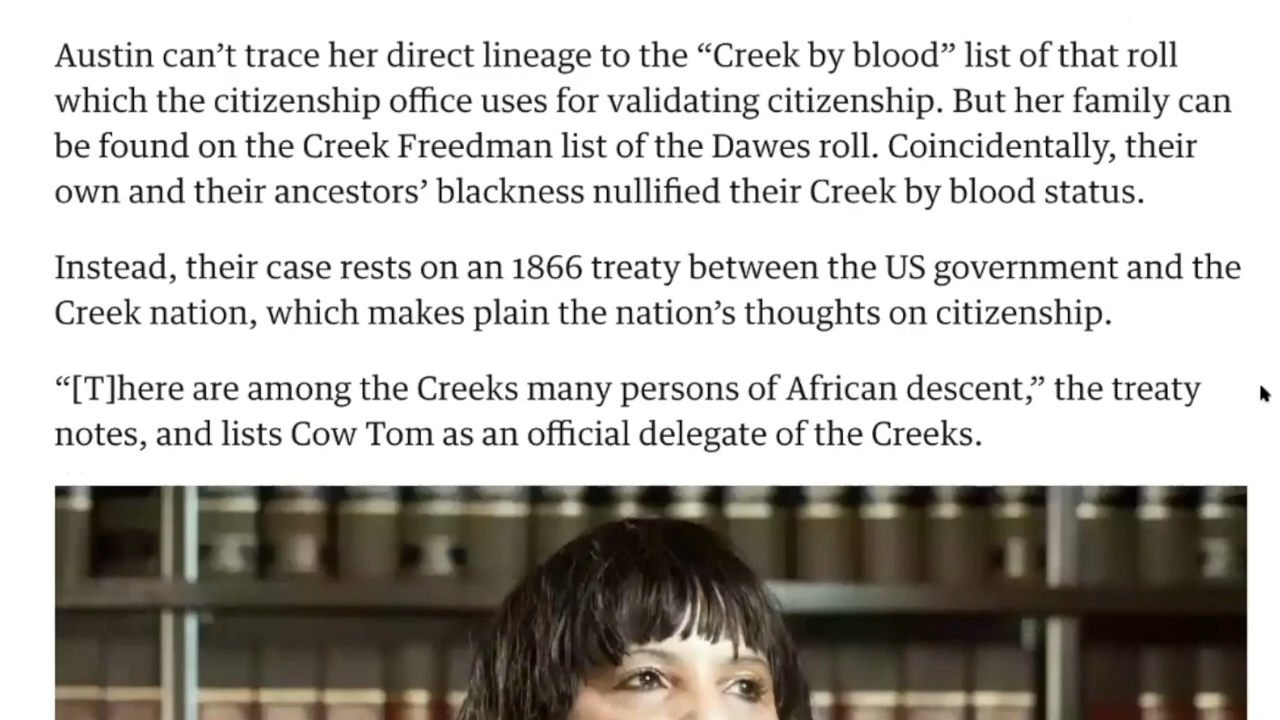 Austin can’t trace her direct lineage to the “Creek by blood” list of that roll
which the citizenship office uses for validating citizenship. But her family can
be found on the Creek Freedman list of the Dawes roll. Coincidentally, their
own and their ancestors’ blackness nullified their Creek by blood status.
Instead, their case rests on an 1866 treaty between the US government and the
Creek nation, which makes plain the nation’s thoughts on citizenship.
“[T]here are among the Creeks many persons of African descent,” the treaty
notes, and lists Cow Tom as an official delegate of the Creeks.